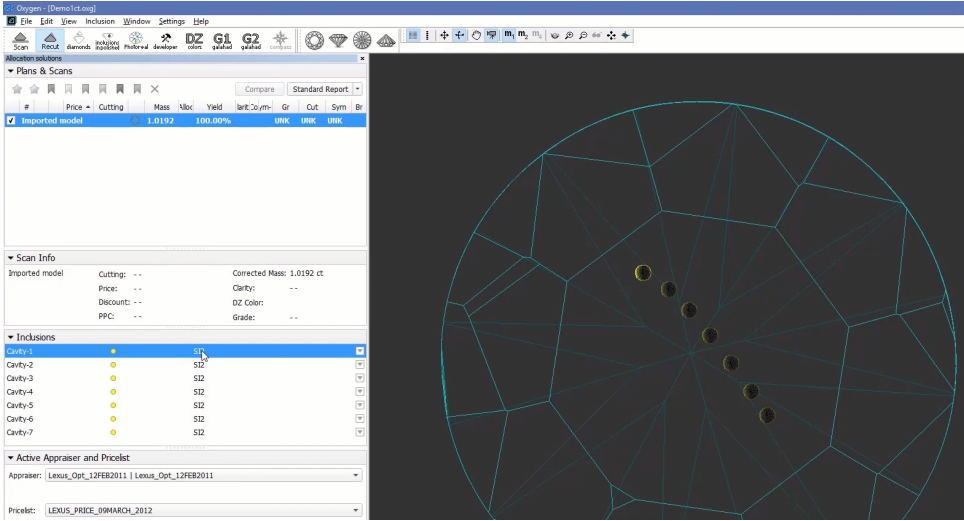 Oxygen - [Demo1ct.oxg]
File Edit View Inclusion Window Settings Help
Scan Recut diamonds inclusions inpolished Photoreal developer DZ colors G1 galahad G2 galahad compass m1 m2
Allocation solutions
Plans & Scans
Compare Standard Report
# Price Cutting Mass Alloc Yield Gr Cut Sym Br
Imported model 1.0192 100.00% UNK UNK UNK
Scan Info
Imported model Cutting: - - Corrected Mass: 1.0192 ct
Price: - - Clarity: - -
Discount: - - DZ Color:
PPC: - - Grade: - -
Inclusions
Cavity-1 SI2
Cavity-2 SI2
Cavity-3 SI2
Cavity-4 SI2
Cavity-5 SI2
Cavity-6 SI2
Cavity-7 SI2
Active Appraiser and Pricelist
Appraiser: Lexus_Opt_12FEB2011 | Lexus_Opt_12FEB2011
Pricelist: LEXUS_PRICE_09MARCH_2012